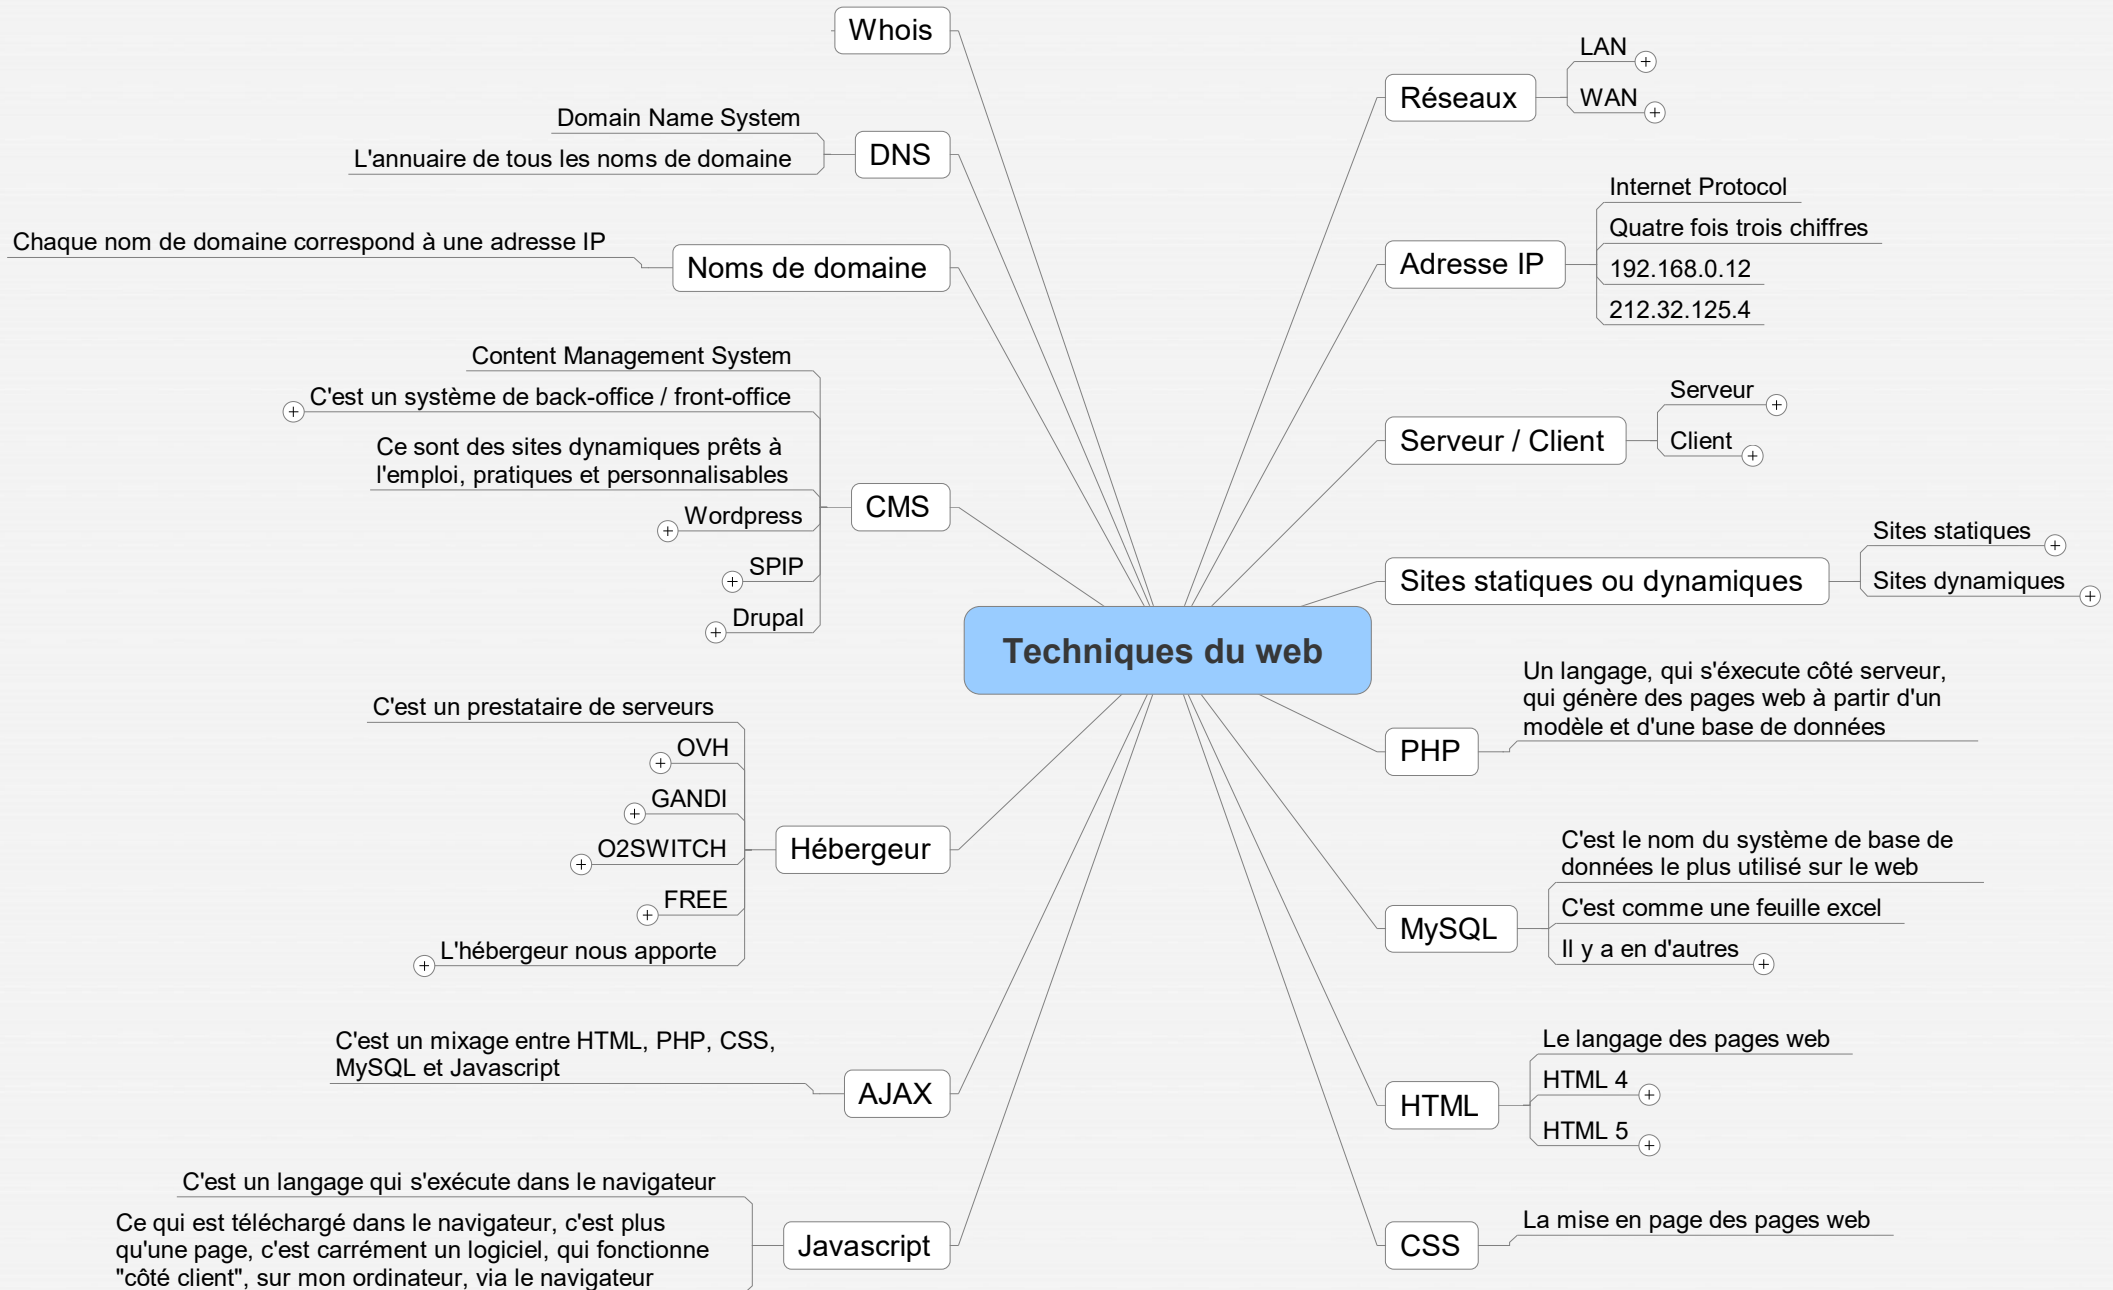 Techniques du web
Réseaux
LAN
WAN
Adresse IP
Internet Protocol
Quatre fois trois chiffres
192.168.0.12
212.32.125.4
Serveur / Client
Serveur
Client
Sites statiques ou dynamiques
Sites statiques
Sites dynamiques
PHP
Un langage, qui s'éxecute côté serveur,
qui génère des pages web à partir d'un
modèle et d'une base de données
MySQL
C'est le nom du système de base de
données le plus utilisé sur le web
C'est comme une feuille excel
Il y a en d'autres
HTML
Le langage des pages web
HTML 4
HTML 5
CSS
La mise en page des pages web
Whois
DNS
Domain Name System
L'annuaire de tous les noms de domaine
Noms de domaine
Chaque nom de domaine correspond à une adresse IP
CMS
Content Management System
C'est un système de back-office / front-office
Ce sont des sites dynamiques prêts à
l'emploi, pratiques et personnalisables
Wordpress
SPIP
Drupal
Hébergeur
C'est un prestataire de serveurs
OVH
GANDI
O2SWITCH
FREE
L'hébergeur nous apporte
AJAX
C'est un mixage entre HTML, PHP, CSS,
MySQL et Javascript
Javascript
C'est un langage qui s'exécute dans le navigateur
Ce qui est téléchargé dans le navigateur, c'est plus
qu'une page, c'est carrément un logiciel, qui fonctionne
"côté client", sur mon ordinateur, via le navigateur